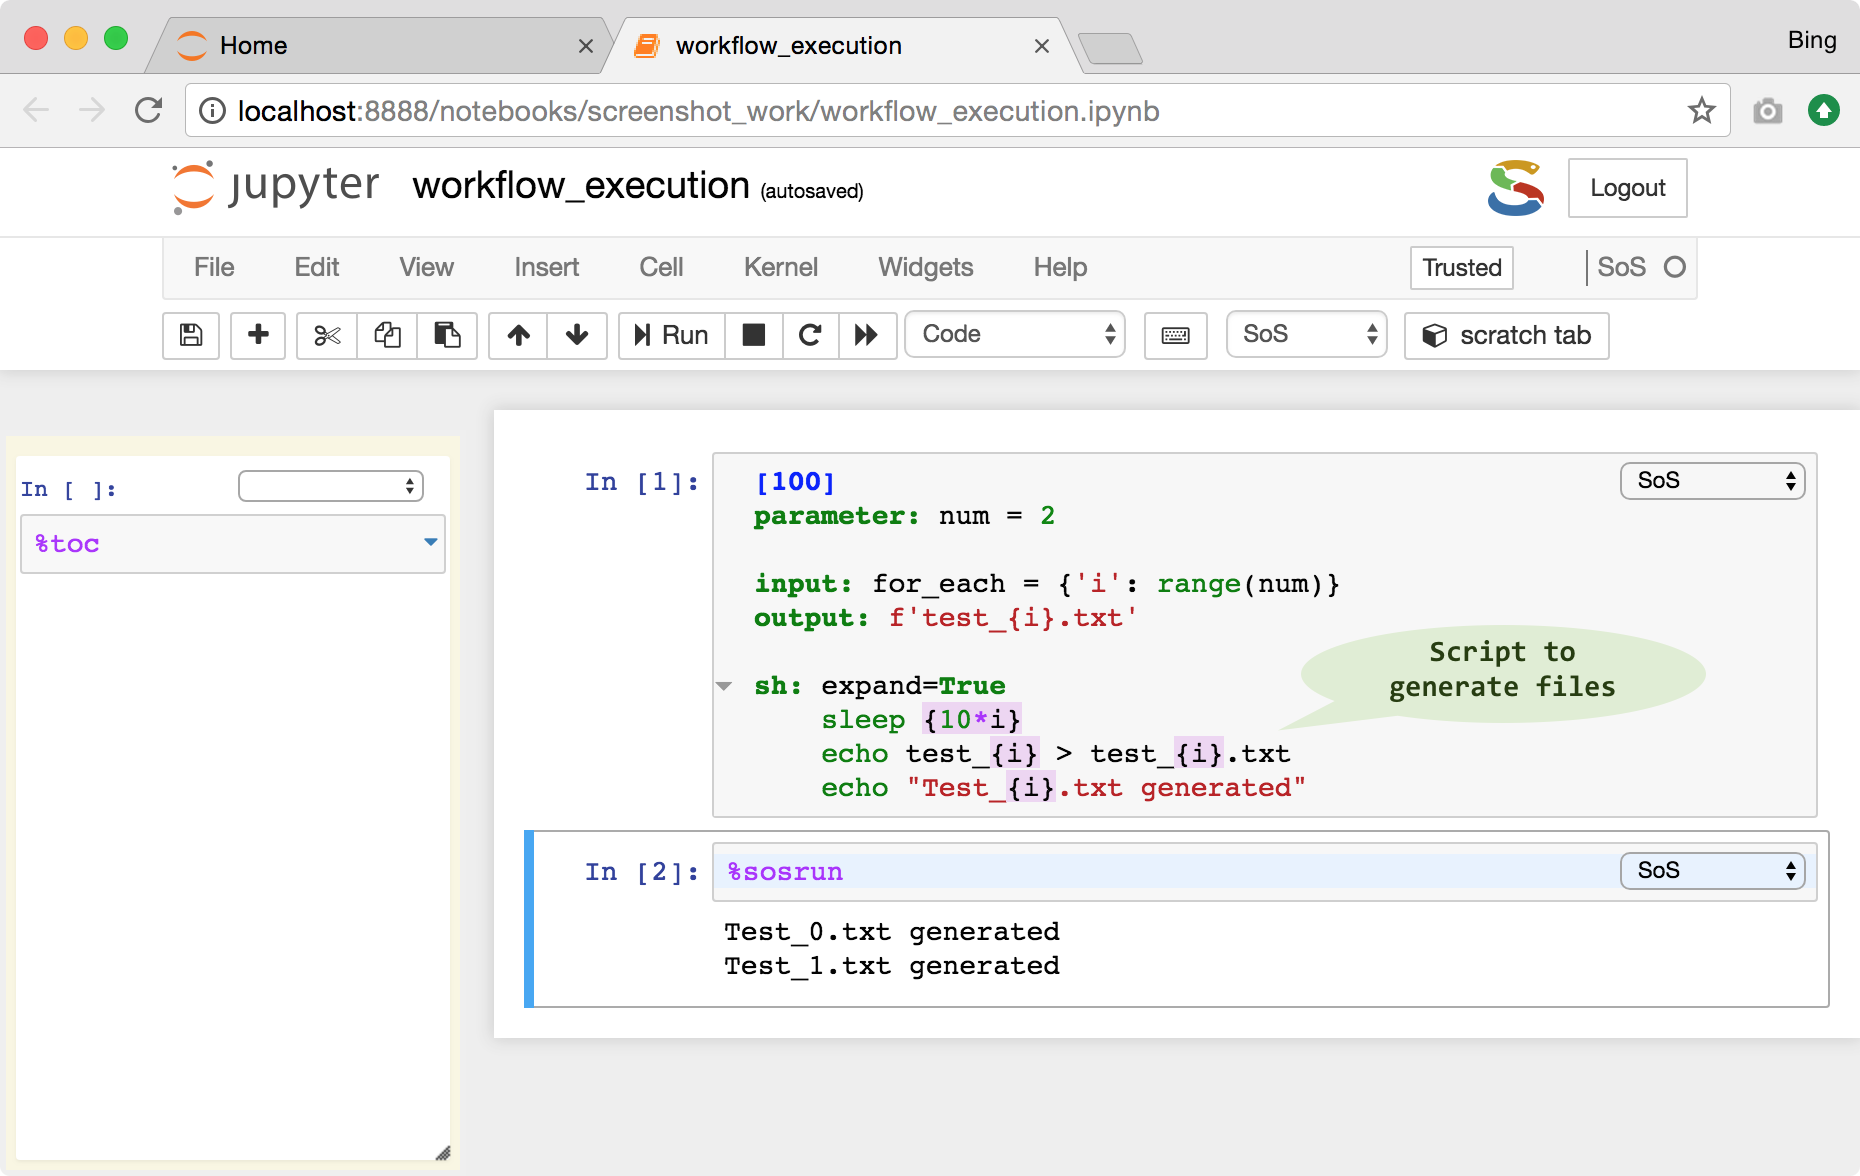 Home
workflow_execution
Bing
localhost:8888/notebooks/screenshot_work/workflow_execution.ipynb
jupyter workflow_execution (autosaved)
Logout
File Edit View Insert Cell Kernel Widgets Help Trusted SoS
Run Code SoS scratch tab
In [ ]:
%toc
In [1]: [100] SoS
parameter: num = 2
input: for_each = {'i': range(num)}
output: f'test_{i}.txt'
Script to
generate files
sh: expand=True
sleep {10*i}
echo test_{i} > test_{i}.txt
echo "Test_{i}.txt generated"
In [2]: %sosrun SoS
Test_0.txt generated
Test_1.txt generated